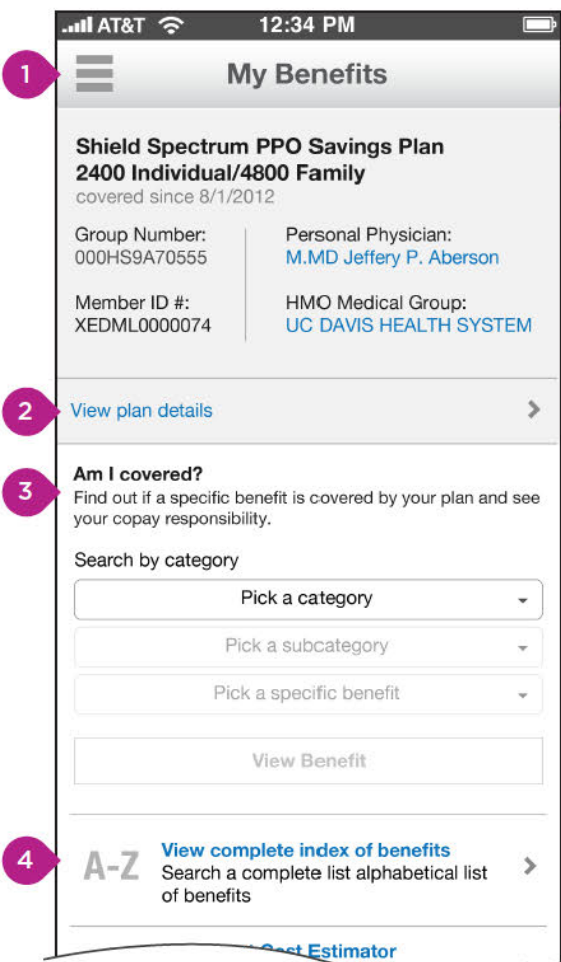 AT&T 12:34 PM
1
My Benefits
Shield Spectrum PPO Savings Plan
2400 Individual/4800 Family
covered since 8/1/2012
Group Number:
000HS9A70555
Personal Physician:
M.MD Jeffery P. Aberson
Member ID #:
XEDML0000074
HMO Medical Group:
UC DAVIS HEALTH SYSTEM
2
View plan details
3
Am I covered?
Find out if a specific benefit is covered by your plan and see
your copay responsibility.
Search by category
Pick a category
Pick a subcategory
Pick a specific benefit
View Benefit
4
A-Z
View complete index of benefits
Search a complete list alphabetical list
of benefits
Cost Estimator